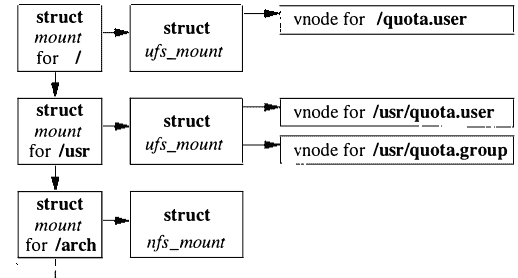 struct
mount
for /
struct
ufs_mount
vnode for /quota.user
struct
mount
for /usr
struct
ufs_mount
vnode for /usr/quota.user
vnode for /usr/quota.group
struct
mount
for /arch
struct
nfs_mount